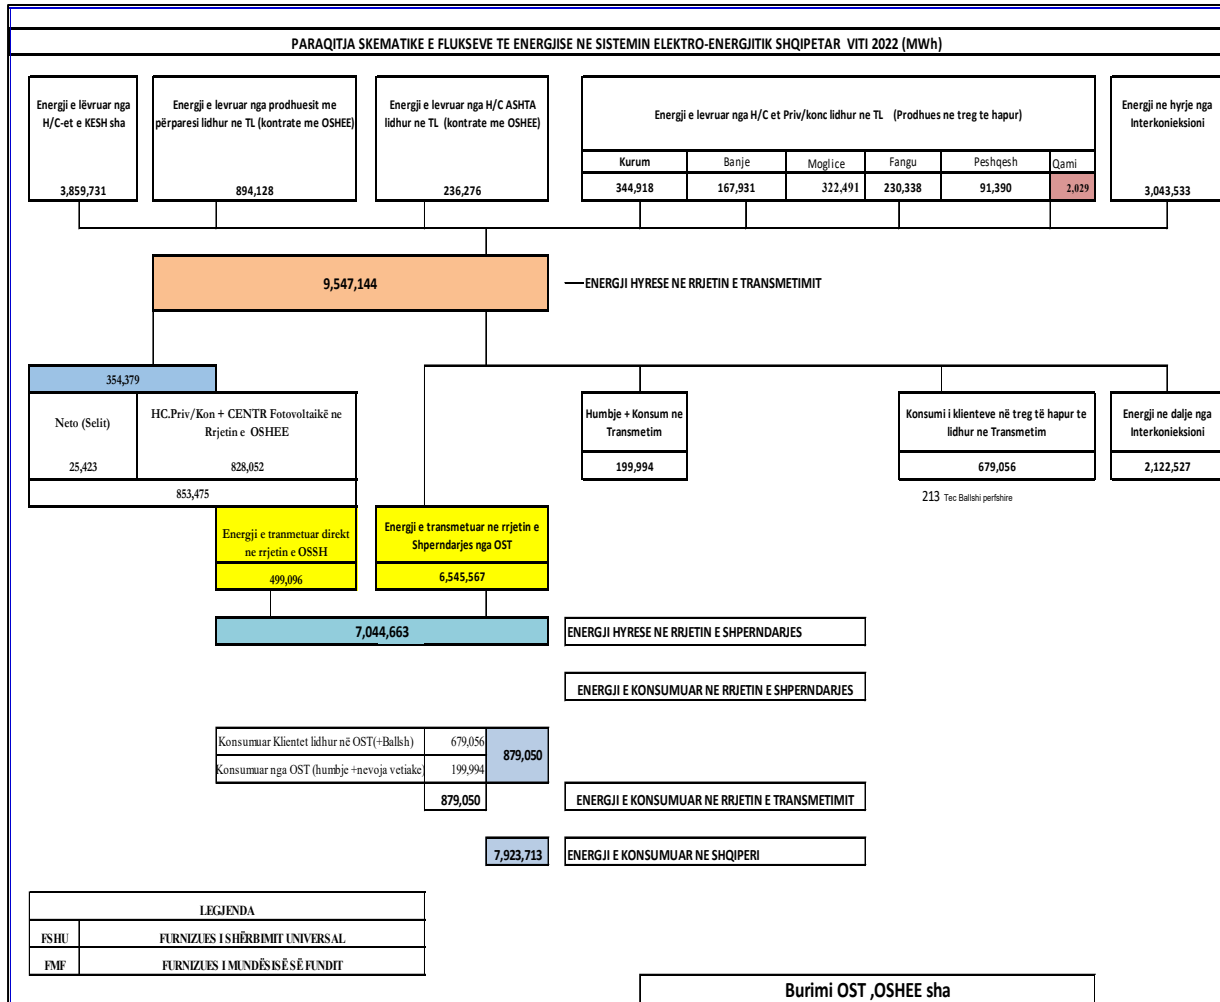 PARAQITJA SKEMATIKE E FLUKSEVE TE ENERGJISE NE SISTEMIN ELEKTRO-ENERGJITIK SHQIPETAR VITI 2022 (MWh)
Energji e lëvruar nga
H/C-et e KESH sha
3,859,731
Energji e levruar nga prodhuesit me
përparesi lidhur ne TL (kontrate me OSHEE)
894,128
Energji e levruar nga H/C ASHTA
lidhur ne TL (kontrate me OSHEE)
236,276
Energji e levruar nga H/C et Priv/konc lidhur ne TL (Prodhues ne treg te hapur)
Kurum Banje Moglice Fangu Peshqesh Qami
344,918 167,931 322,491 230,338 91,390 2,029
Energji ne hyrje nga
Interkonieksioni
3,043,533
9,547,144
ENERGJI HYRESE NE RRJETIN E TRANSMETIMIT
354,379
Neto (Selit)
25,423
HC.Priv/Kon + CENTR Fotovoltaikë ne
Rrjetin e OSHEE
828,052
853,475
Humbje + Konsum ne
Transmetim
199,994
Konsumi i klienteve në treg të hapur te
lidhur ne Transmetim
679,056
213 Tec Ballshi perfshire
Energji ne dalje nga
Interkonieksioni
2,122,527
Energji e tranmetuar direkt
ne rrjetin e OSSH
499,096
Energji e transmetuar ne rrjetin e
Shperndarjes nga OST
6,545,567
7,044,663
ENERGJI HYRESE NE RRJETIN E SHPERNDARJES
ENERGJI E KONSUMUAR NE RRJETIN E SHPERNDARJES
Konsumuar Klientet lidhur në OST(+Ballsh) 679,056
Konsumuar nga OST (humbje +nevoja vetiake) 199,994
879,050
879,050
ENERGJI E KONSUMUAR NE RRJETIN E TRANSMETIMIT
7,923,713
ENERGJI E KONSUMUAR NE SHQIPERI
LEGJENDA
FSHU FURNIZUES I SHËRBIMIT UNIVERSAL
FMF FURNIZUES I MUNDËSISË SË FUNDIT
Burimi OST ,OSHEE sha